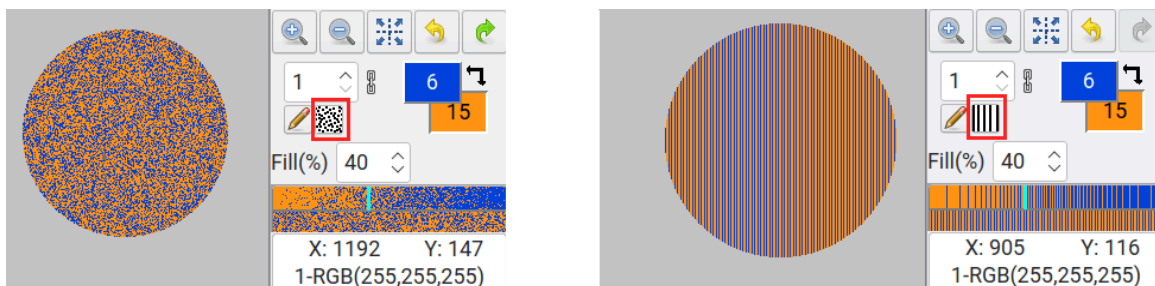 1
6
15
Fill(%) 40
X: 1192 Y: 147
1-RGB(255,255,255)
1
6
15
Fill(%) 40
X: 905 Y: 116
1-RGB(255,255,255)